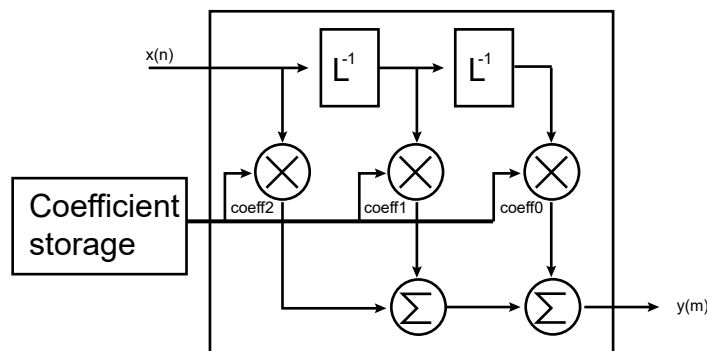 x(n)
L-1
L-1
Coefficient
storage
coeff2
coeff1
coeff0
Σ
Σ
y(m)